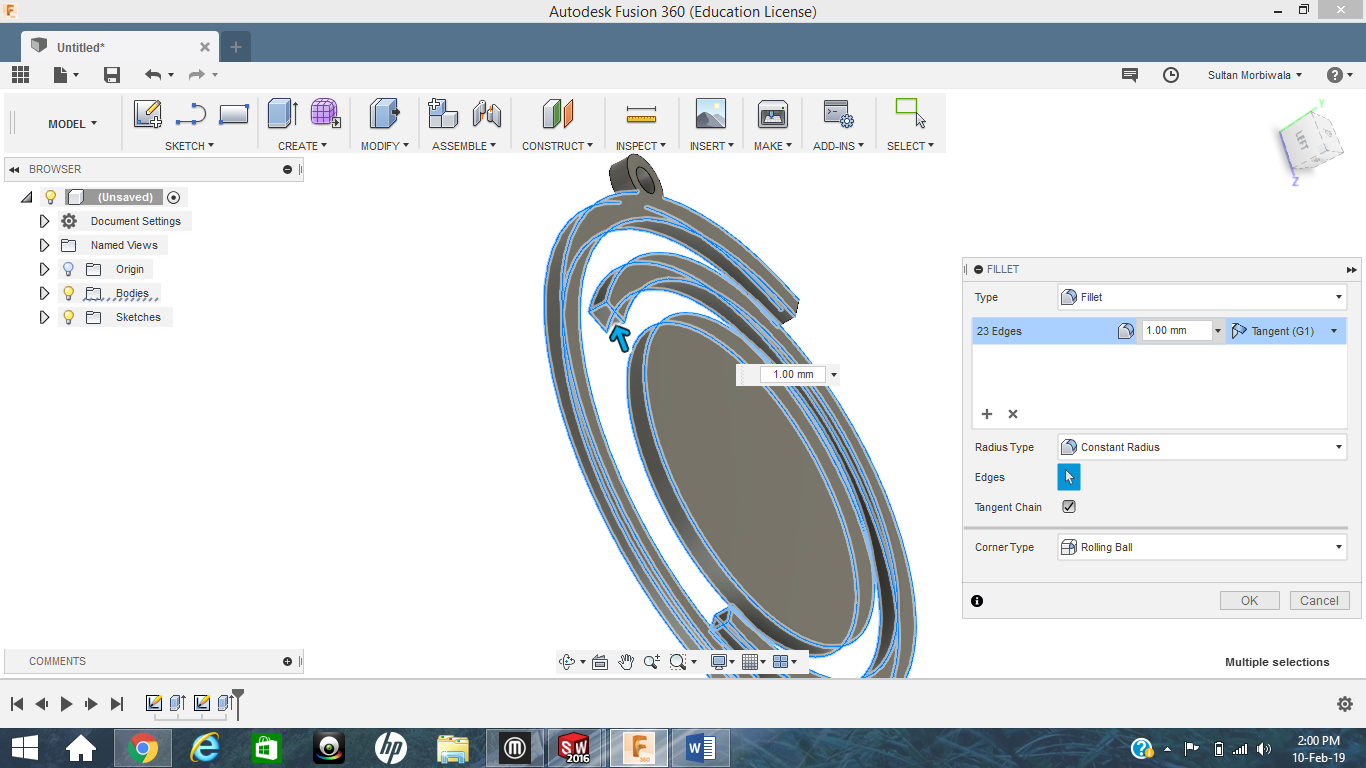 Autodesk Fusion 360 (Education License)
Untitled*
Sultan Morbiwala
MODEL
SKETCH
CREATE
MODIFY
ASSEMBLE
CONSTRUCT
INSPECT
INSERT
MAKE
ADD-INS
SELECT
LEFT
Y
Z
BROWSER
(Unsaved)
Document Settings
Named Views
Origin
Bodies
Sketches
FILLET
Type Fillet
23 Edges 1.00 mm Tangent (G1)
1.00 mm
Radius Type Constant Radius
Edges
Tangent Chain
Corner Type Rolling Ball
OK Cancel
COMMENTS
Multiple selections
SW
2016
2:00 PM
10-Feb-19